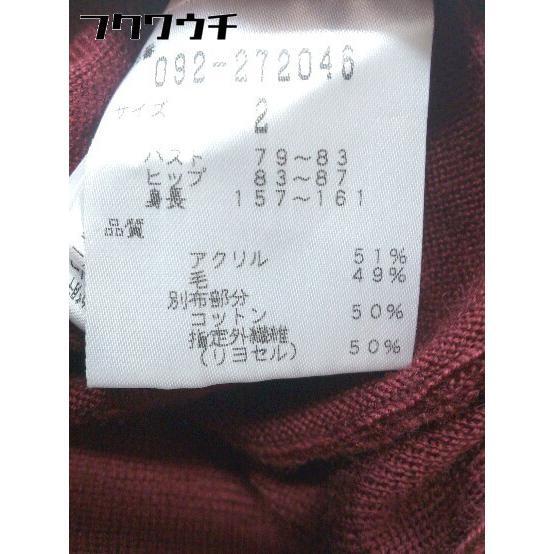 フクワウチ
092-272046
サイズ 2
バスト 79～83
ヒップ 83～87
身長 157～161
品質
アクリル 51%
毛 49%
別布部分
コットン 50%
指定外繊維
(リヨセル) 50%